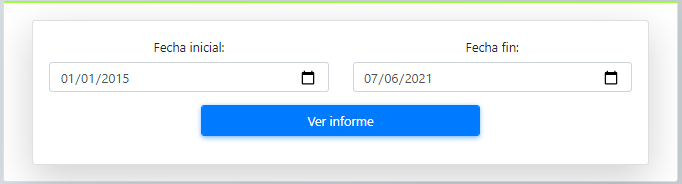 Fecha inicial: Fecha fin:
01/01/2015 07/06/2021
Ver informe